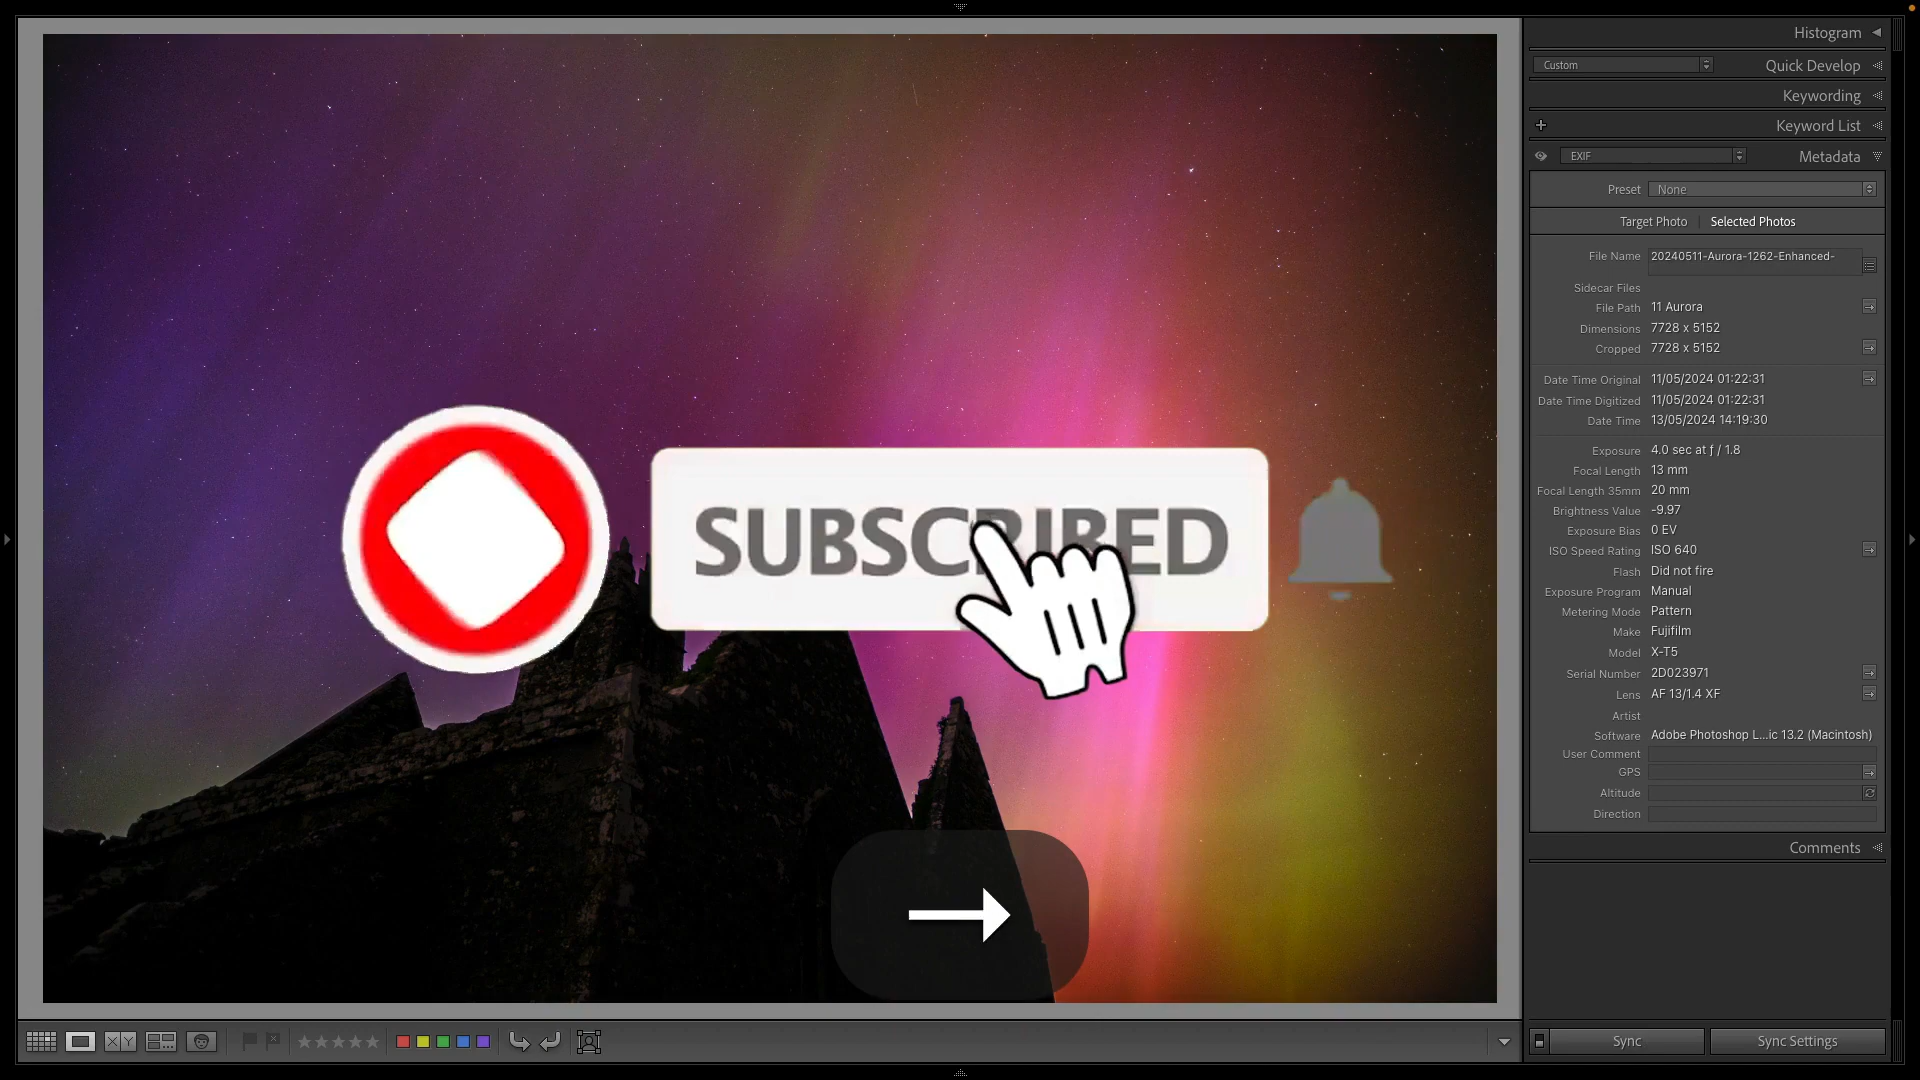 Histogram
Custom
Quick Develop
Keywording
Keyword List
EXIF
Metadata
Preset None
Target Photo | Selected Photos
File Name 20240511-Aurora-1262-Enhanced-
Sidecar Files
File Path 11 Aurora
Dimensions 7728 x 5152
Cropped 7728 x 5152
Date Time Original 11/05/2024 01:22:31
Date Time Digitized 11/05/2024 01:22:31
Date Time 13/05/2024 14:19:30
Exposure 4.0 sec at ƒ / 1.8
Focal Length 13 mm
Focal Length 35mm 20 mm
Brightness Value -9.97
Exposure Bias 0 EV
ISO Speed Rating ISO 640
Flash Did not fire
Exposure Program Manual
Metering Mode Pattern
Make Fujifilm
Model X-T5
Serial Number 2D023971
Lens AF 13/1.4 XF
Artist
Software Adobe Photoshop L...ic 13.2 (Macintosh)
User Comment
GPS
Altitude
Direction
Comments
SUBSCRIBED
X Y
Sync
Sync Settings